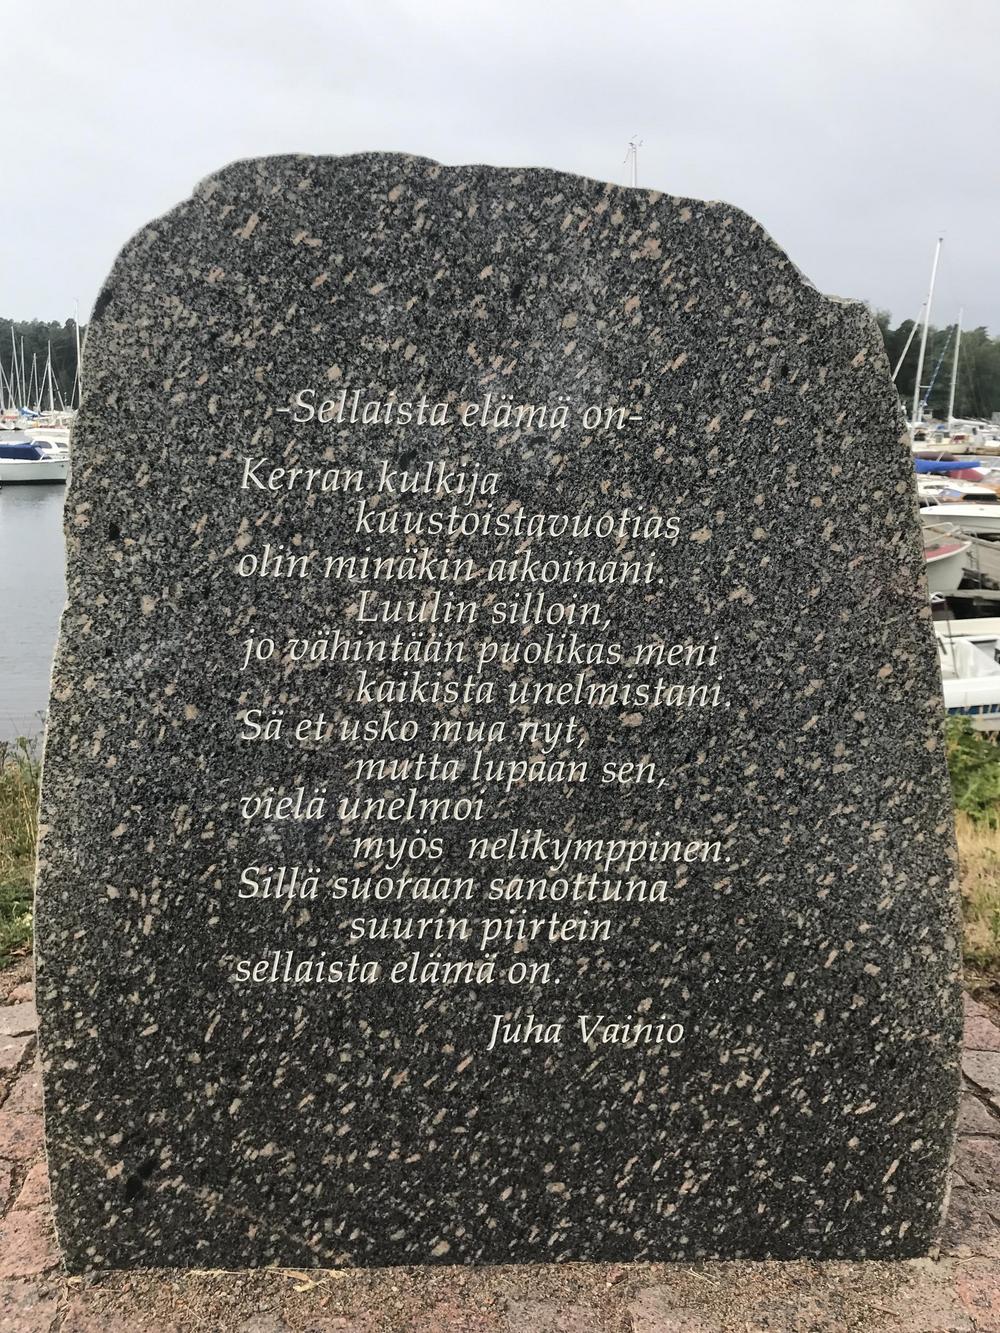 -Sellaista elämä on-
Kerran kulkija
kuustoistavuotias
olin minäkin aikoinani.
Luulin silloin,
jo vähintään puolikas meni
kaikista unelmistani.
Sä et usko mua nyt,
mutta lupaan sen,
vielä unelmoi
myös nelikymppinen.
Sillä suoraan sanottuna
suurin piirtein
sellaista elämä on.
Juha Vainio